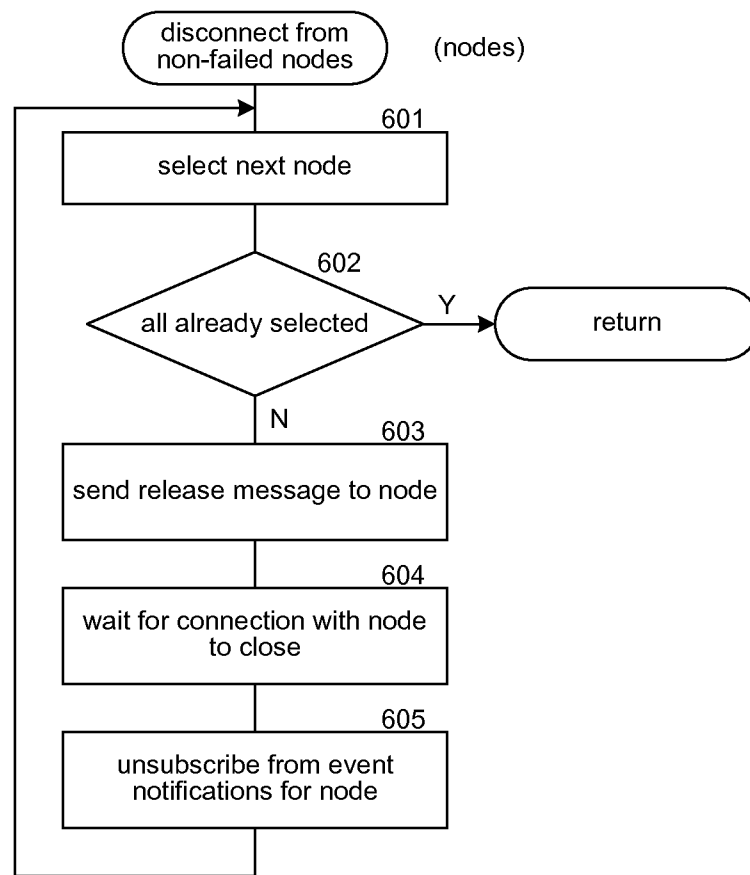 disconnect from
non-failed nodes
(nodes)
601
select next node
602
all already selected
Y
return
N
603
send release message to node
604
wait for connection with node
to close
605
unsubscribe from event
notifications for node